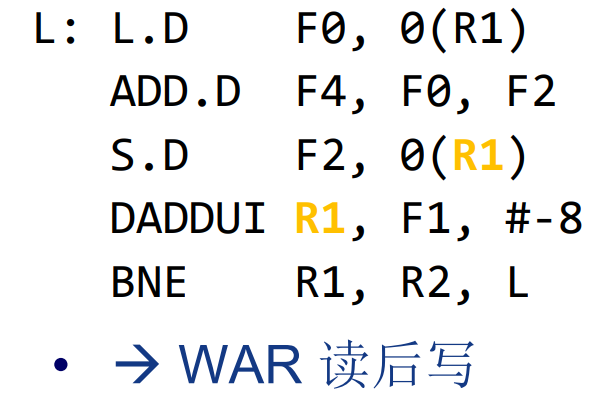 L: L.D F0, 0(R1)
ADD.D F4, F0, F2
S.D F2, 0(R1)
DADDUI R1, F1, #-8
BNE R1, R2, L
• → WAR 读后写